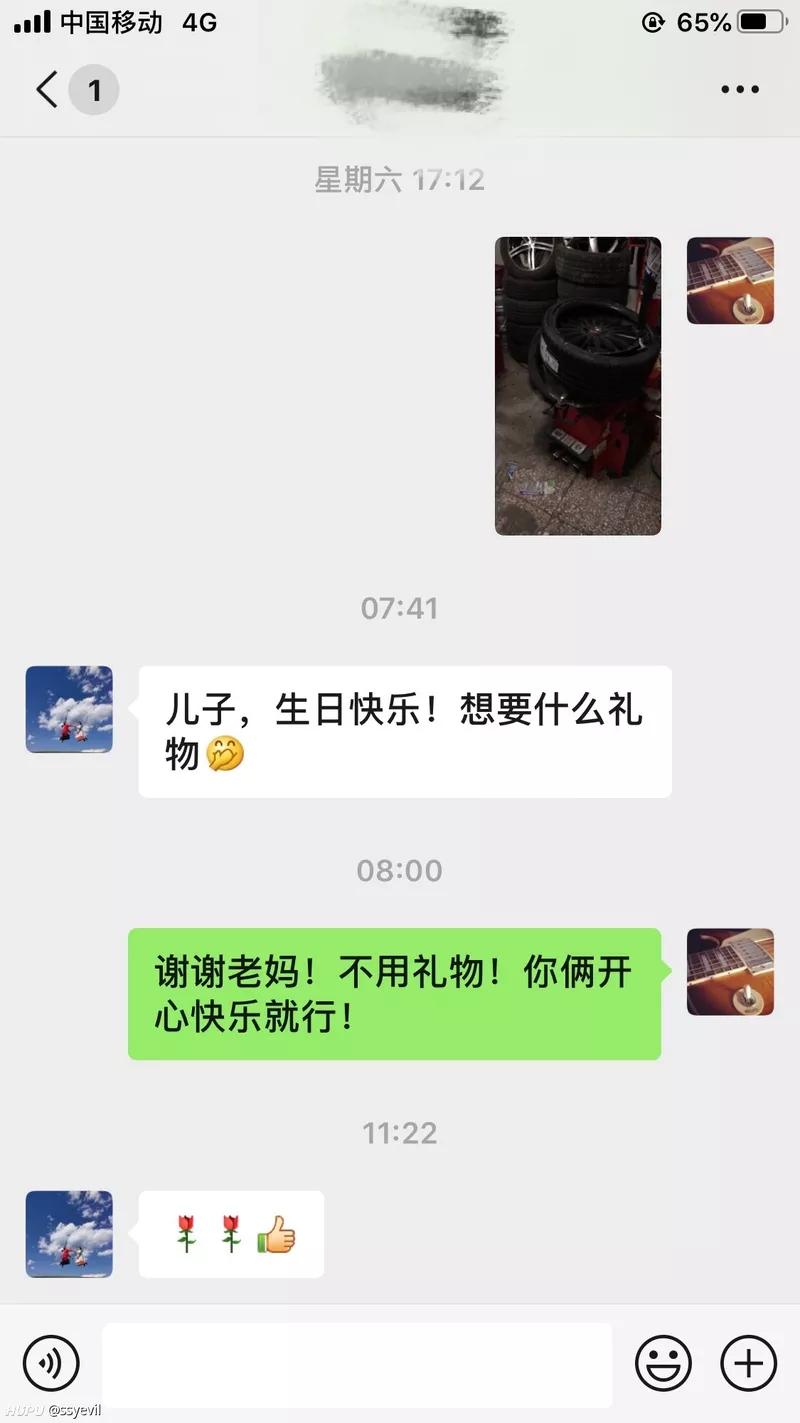 中国移动 4G 65%
1
星期六 17:12
07:41
儿子，生日快乐！想要什么礼
物🤭
08:00
谢谢老妈！不用礼物！你俩开
心快乐就行！
11:22
🌹🌹👍
HUPU @ssyevil